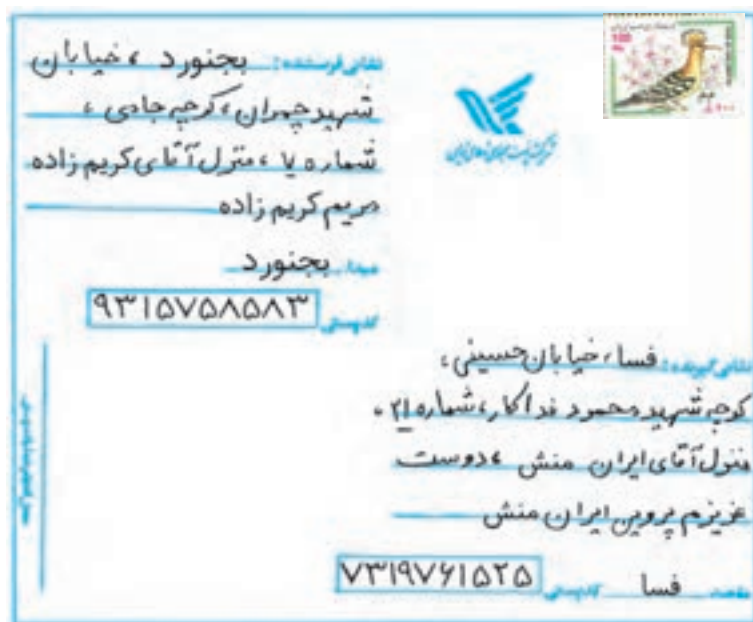 نشانی فرستنده: بجنورد ، خیابان
شهید چمران ، کوچه جامی ،
شماره ۷ ، منزل آقای کریم زاده
مریم کریم زاده
مبدا: بجنورد
کدپستی ۹۳۱۵۷۵۸۵۸۳
نشانی گیرنده: فسا، خیابان حسینی ،
کوچه شهید محمود فداکار ، شماره ۲۱ ،
منزل آقای ایران منش ، دوست
عزیزم پروین ایران منش
مقصد: فسا کدپستی ۷۳۱۹۷۶۱۵۲۵